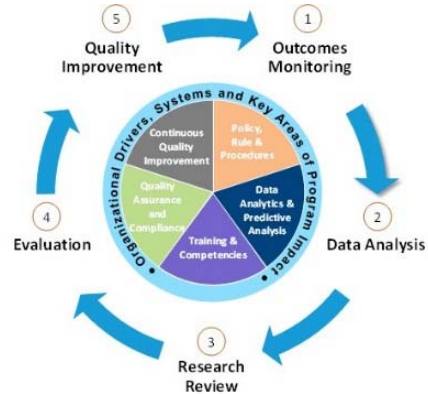 5
Quality
Improvement
1
Outcomes
Monitoring
2
Data Analysis
3
Research
Review
4
Evaluation
• Organizational Drivers, Systems and Key Areas of Program Impact •
Continuous
Quality
Improvement
Policy,
Rule &
Procedures
Data
Analytics &
Predictive
Analysis
Training &
Competencies
Quality
Assurance
and
Compliance